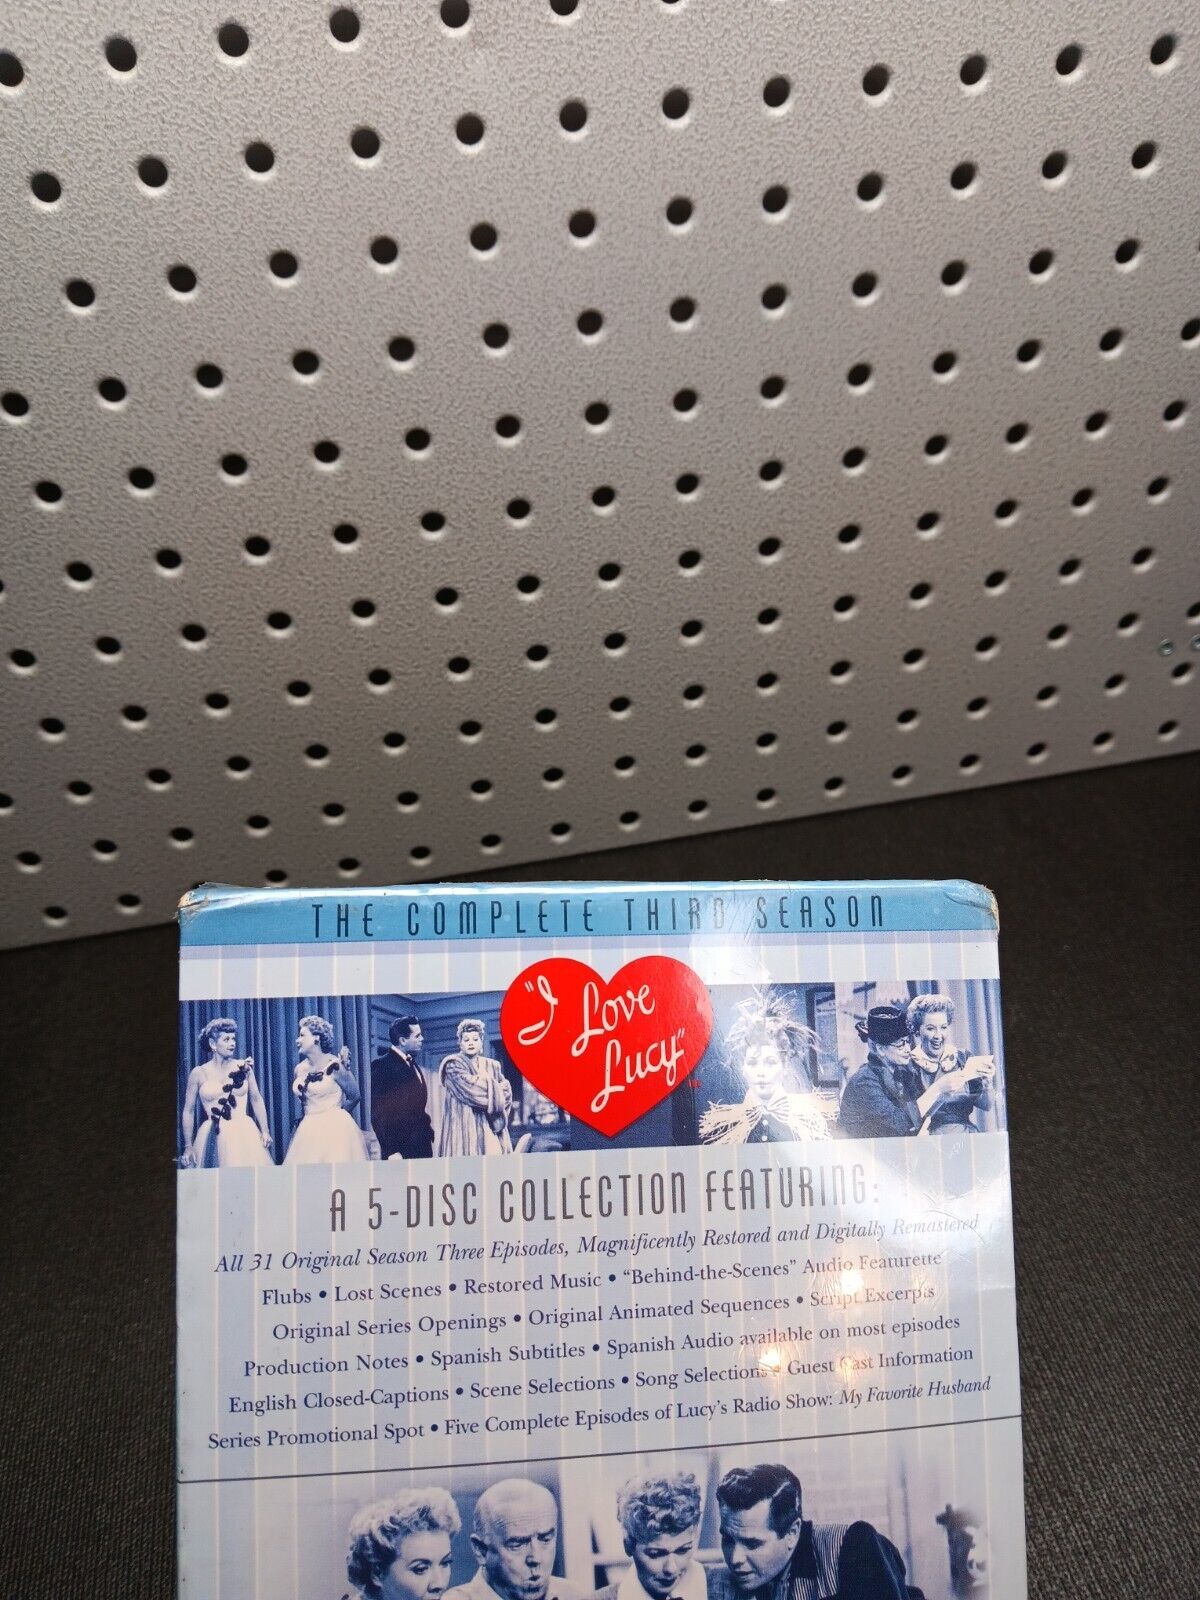 THE COMPLETE THIRD SEASON
"I Love
Lucy"
A 5-DISC COLLECTION FEATURING:
All 31 Original Season Three Episodes, Magnificently Restored and Digitally Remastered
Flubs • Lost Scenes • Restored Music • "Behind-the-Scenes" Audio Featurette
Original Series Openings • Original Animated Sequences • Script Excerpts
Production Notes • Spanish Subtitles • Spanish Audio available on most episodes
English Closed-Captions • Scene Selections • Song Selections • Guest Cast Information
Series Promotional Spot • Five Complete Episodes of Lucy's Radio Show: My Favorite Husband